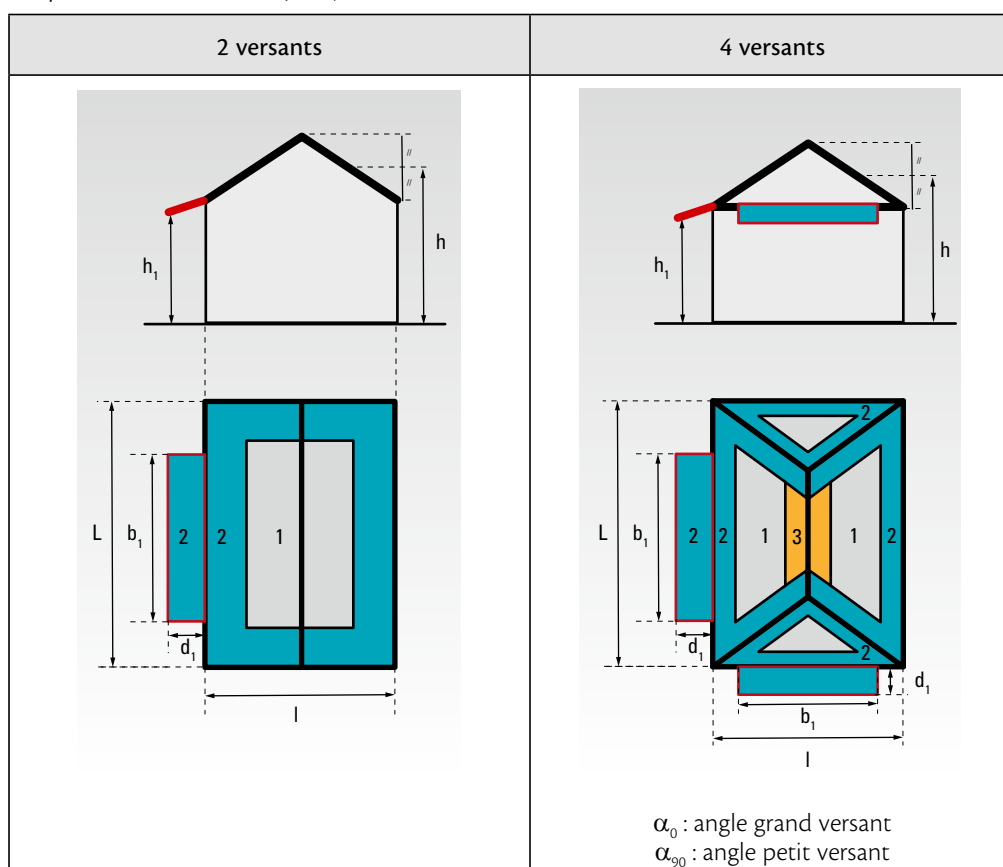 2 versants
4 versants
//
//
h
h₁
L
b₁
2
2
1
d₁
l
//
//
h
h₁
2
L
b₁
2
2
1
3
1
2
d₁
2
d₁
b₁
l
α₀ : angle grand versant
α₉₀ : angle petit versant